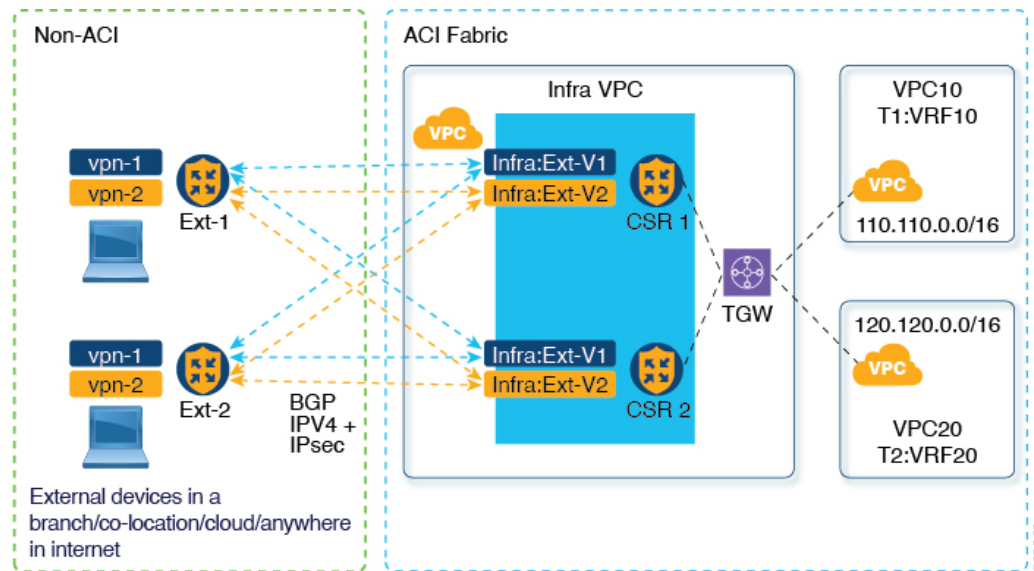 Non-ACI
vpn-1
vpn-2
Ext-1
vpn-1
vpn-2
Ext-2
BGP
IPV4 +
IPsec
External devices in a
branch/co-location/cloud/anywhere
in internet
ACI Fabric
Infra VPC
VPC
Infra:Ext-V1
Infra:Ext-V2
CSR 1
Infra:Ext-V1
Infra:Ext-V2
CSR 2
TGW
VPC10
T1:VRF10
VPC
110.110.0.0/16
120.120.0.0/16
VPC
VPC20
T2:VRF20